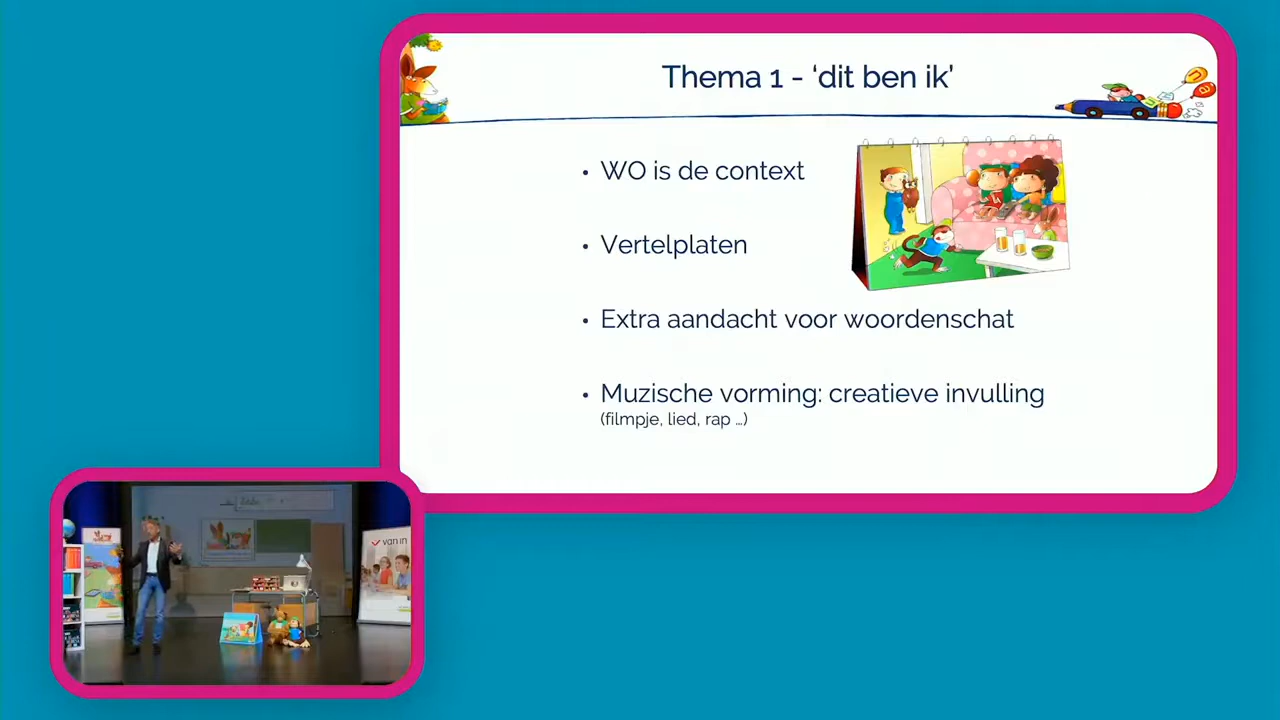 Thema 1 - ‘dit ben ik’
• WO is de context
• Vertelplaten
• Extra aandacht voor woordenschat
• Muzische vorming: creatieve invulling
(filmpje, lied, rap …)
van in